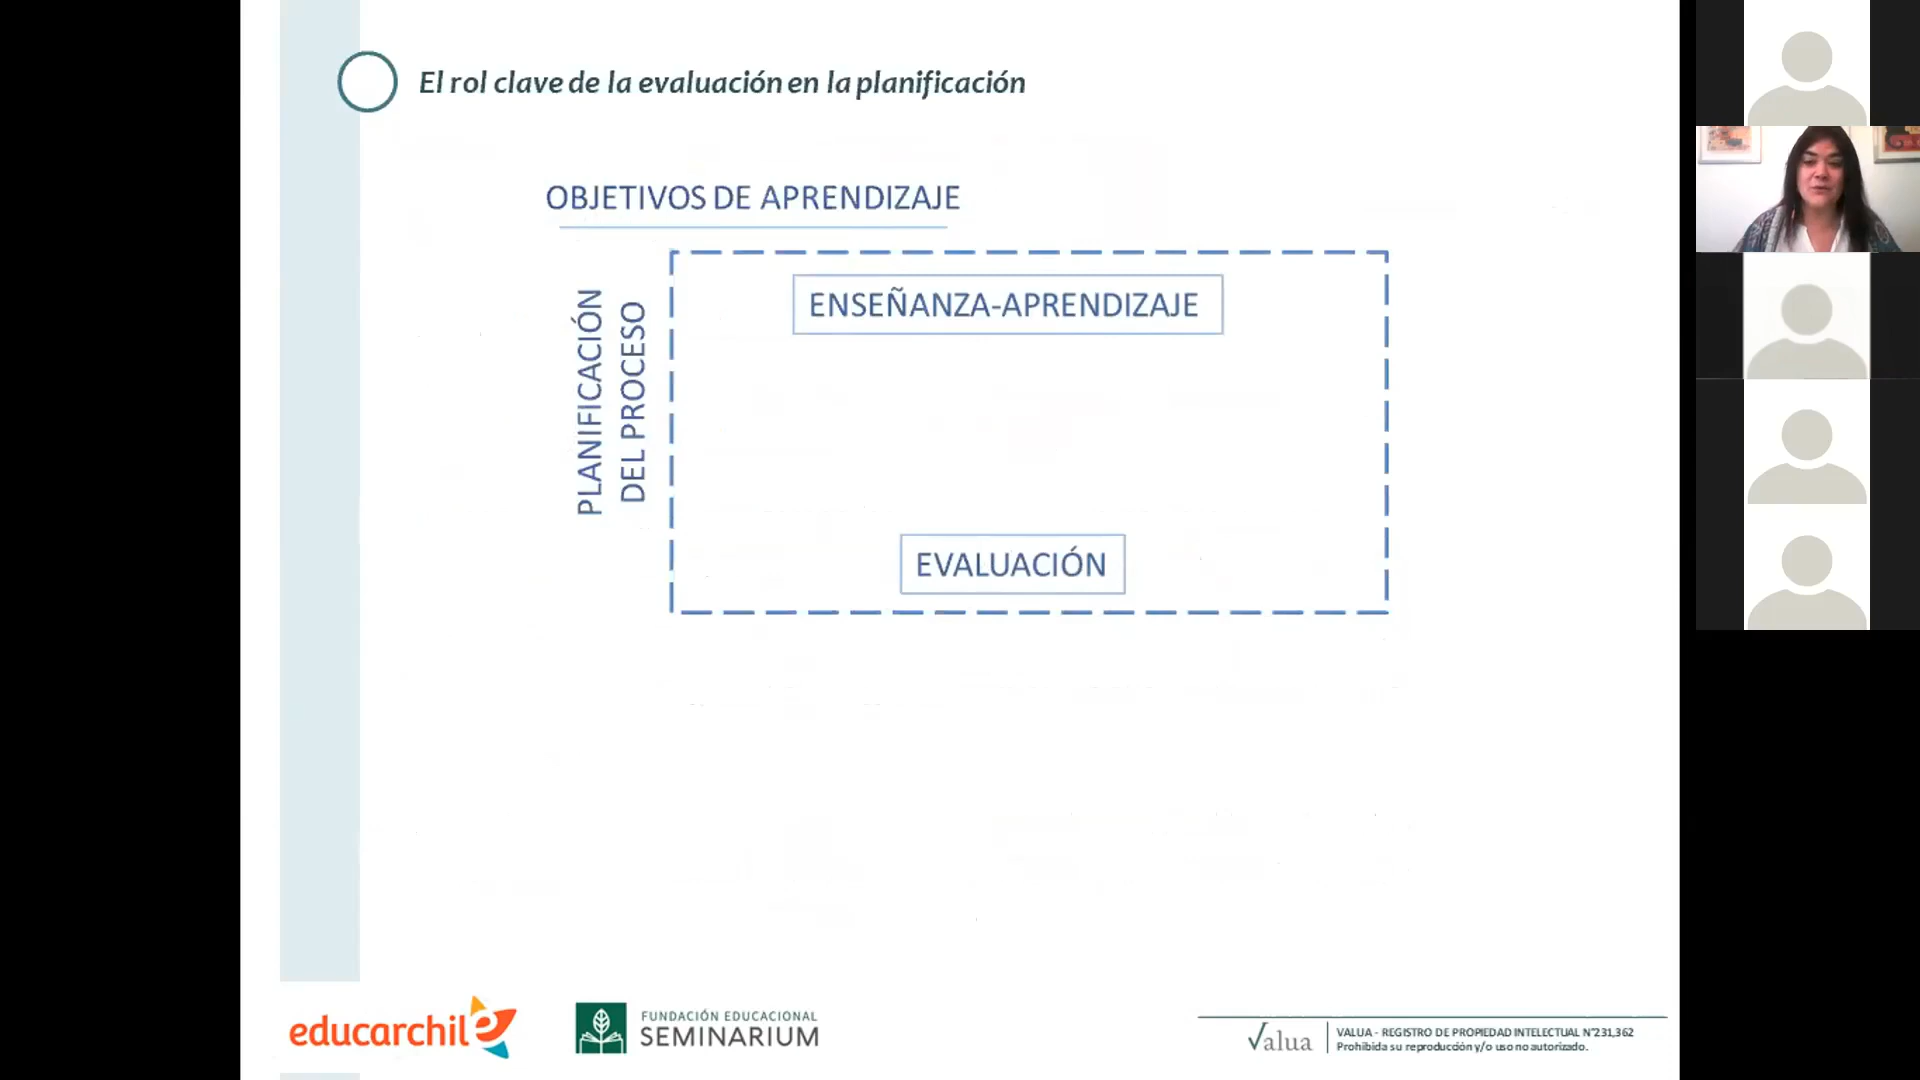 El rol clave de la evaluación en la planificación
OBJETIVOS DE APRENDIZAJE
PLANIFICACIÓN
DEL PROCESO
ENSEÑANZA-APRENDIZAJE
EVALUACIÓN
educarchile
FUNDACIÓN EDUCACIONAL
SEMINARIUM
Valua
VALUA - REGISTRO DE PROPIEDAD INTELECTUAL N°231,362
Prohibida su reproducción y/o uso no autorizado.